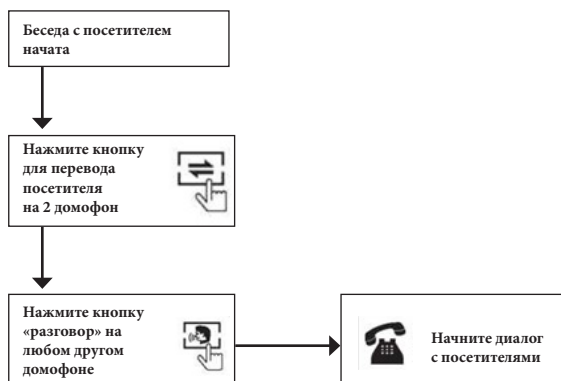 Беседа с посетителем
начата
Нажмите кнопку
для перевода
посетителя
на 2 домофон
Нажмите кнопку
«разговор» на
любом другом
домофоне
Начните диалог
с посетителями